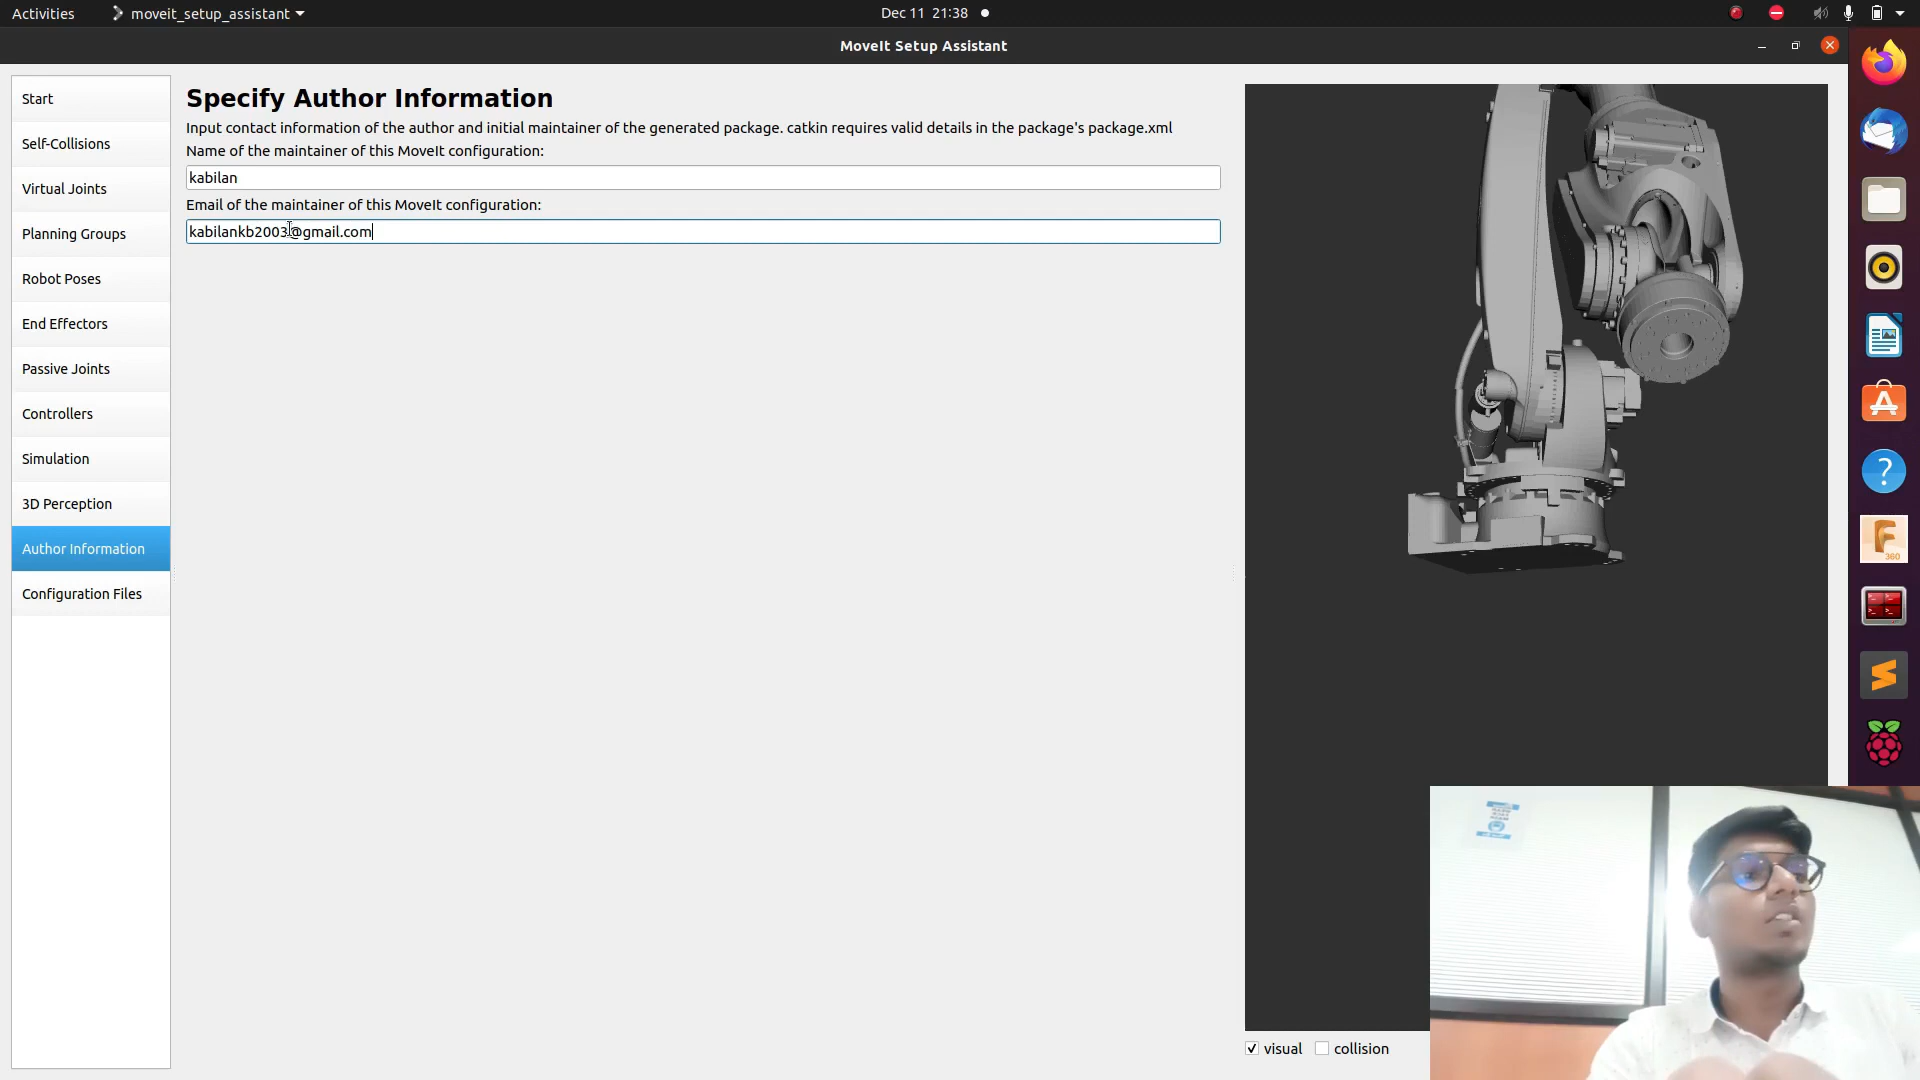 Activities
moveit_setup_assistant
Dec 11 21:38
MoveIt Setup Assistant
Start
Self-Collisions
Virtual Joints
Planning Groups
Robot Poses
End Effectors
Passive Joints
Controllers
Simulation
3D Perception
Author Information
Configuration Files
Specify Author Information
Input contact information of the author and initial maintainer of the generated package. catkin requires valid details in the package's package.xml
Name of the maintainer of this MoveIt configuration:
kabilan
Email of the maintainer of this MoveIt configuration:
kabilankb2003@gmail.com
visual
collision
360